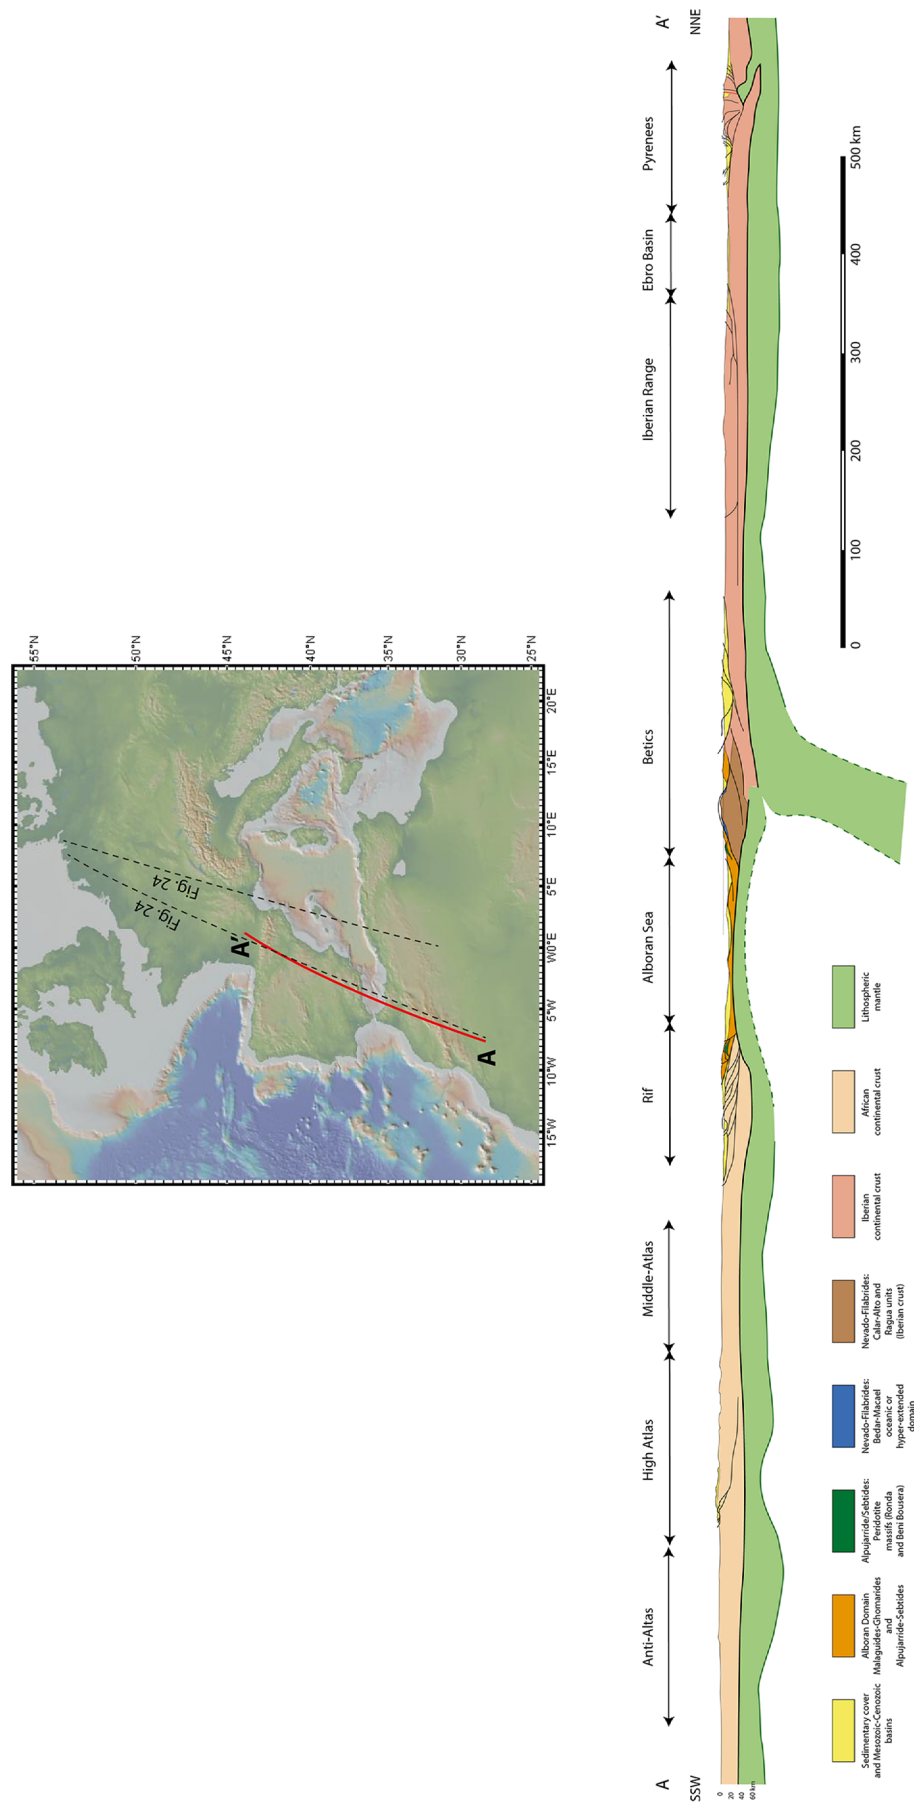 55°N
50°N
45°N
40°N
35°N
30°N
25°N
15°W
10°W
5°W
W0°E
5°E
10°E
15°E
20°E
Fig. 24
Fig. 24
A'
A
A
A'
SSW
NNE
Anti-Altas
High Atlas
Middle-Atlas
Rif
Alboran Sea
Betics
Iberian Range
Ebro Basin
Pyrenees
0
20
40
60 km
0
100
200
300
400
500 km
Sedimentary cover
and Mesozoic-Cenozoic
basins
Alboran Domain
Malaguides-Ghomarides
and
Alpujarride-Sebtides
Alpujarride/Sebtides:
Peridotite
massifs (Ronda
and Beni Bousera)
Nevado-Filabrides:
Bedar-Macael
oceanic or
hyper-extended
domain
Nevado-Filabrides:
Calar-Alto and
Ragua units
(Iberian crust)
Iberian
continental crust
African
continental crust
Lithospheric
mantle